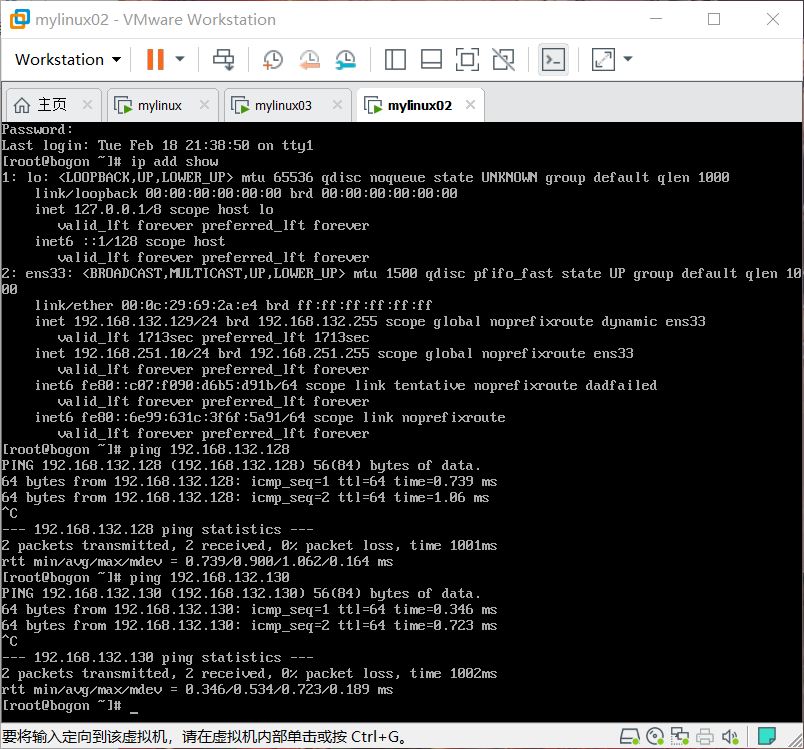 mylinux02 - VMware Workstation
Workstation
主页 mylinux mylinux03 mylinux02
Password:
Last login: Tue Feb 18 21:38:50 on tty1
[root@bogon ~]# ip add show
1: lo: <LOOPBACK,UP,LOWER_UP> mtu 65536 qdisc noqueue state UNKNOWN group default qlen 1000
    link/loopback 00:00:00:00:00:00 brd 00:00:00:00:00:00
    inet 127.0.0.1/8 scope host lo
       valid_lft forever preferred_lft forever
    inet6 ::1/128 scope host
       valid_lft forever preferred_lft forever
2: ens33: <BROADCAST,MULTICAST,UP,LOWER_UP> mtu 1500 qdisc pfifo_fast state UP group default qlen 10
00
    link/ether 00:0c:29:69:2a:e4 brd ff:ff:ff:ff:ff:ff
    inet 192.168.132.129/24 brd 192.168.132.255 scope global noprefixroute dynamic ens33
       valid_lft 1713sec preferred_lft 1713sec
    inet 192.168.251.10/24 brd 192.168.251.255 scope global noprefixroute ens33
       valid_lft forever preferred_lft forever
    inet6 fe80::c07:f090:d6b5:d91b/64 scope link tentative noprefixroute dadfailed
       valid_lft forever preferred_lft forever
    inet6 fe80::6e99:631c:3f6f:5a91/64 scope link noprefixroute
       valid_lft forever preferred_lft forever
[root@bogon ~]# ping 192.168.132.128
PING 192.168.132.128 (192.168.132.128) 56(84) bytes of data.
64 bytes from 192.168.132.128: icmp_seq=1 ttl=64 time=0.739 ms
64 bytes from 192.168.132.128: icmp_seq=2 ttl=64 time=1.06 ms
^C
--- 192.168.132.128 ping statistics ---
2 packets transmitted, 2 received, 0% packet loss, time 1001ms
rtt min/avg/max/mdev = 0.739/0.900/1.062/0.164 ms
[root@bogon ~]# ping 192.168.132.130
PING 192.168.132.130 (192.168.132.130) 56(84) bytes of data.
64 bytes from 192.168.132.130: icmp_seq=1 ttl=64 time=0.346 ms
64 bytes from 192.168.132.130: icmp_seq=2 ttl=64 time=0.723 ms
^C
--- 192.168.132.130 ping statistics ---
2 packets transmitted, 2 received, 0% packet loss, time 1002ms
rtt min/avg/max/mdev = 0.346/0.534/0.723/0.189 ms
[root@bogon ~]# _
要将输入定向到该虚拟机，请在虚拟机内部单击或按 Ctrl+G。